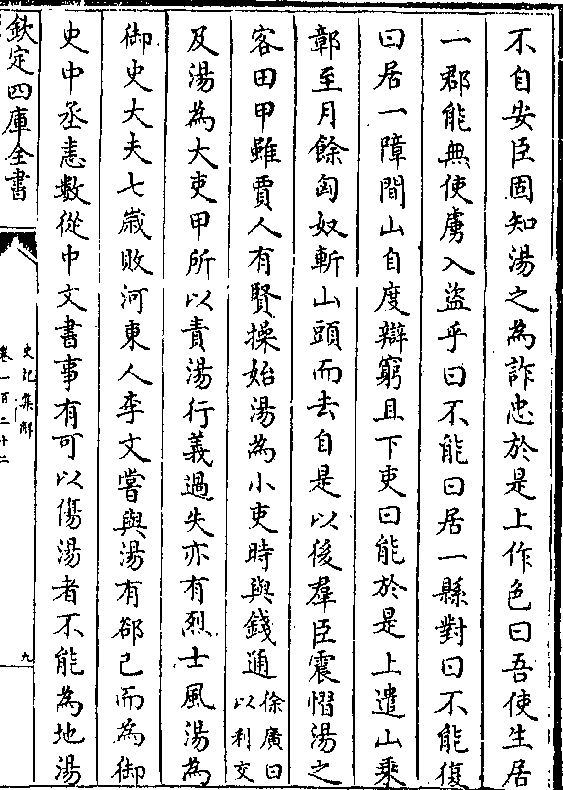 不自安臣固知湯之為詐忠於是上作色曰吾使生居
一郡能無使虜入盜乎曰不能曰居一縣對曰不能復
曰居一障間山自度辯窮且下吏曰能於是上遣山乗
鄣至月餘匈奴斬山頭而去自是以後羣臣震慴湯之
客田甲雖賈人有賢操始湯為小吏時與錢通徐廣曰以利交
及湯為大吏甲所以責湯行義過失亦有烈士風湯為
御史大夫七嵗敗河東人李文嘗與湯有郤已而為御
史中丞恚數從中文書事有可以傷湯者不能為地湯
欽定四庫全書
史記集解
卷一百二十二
九